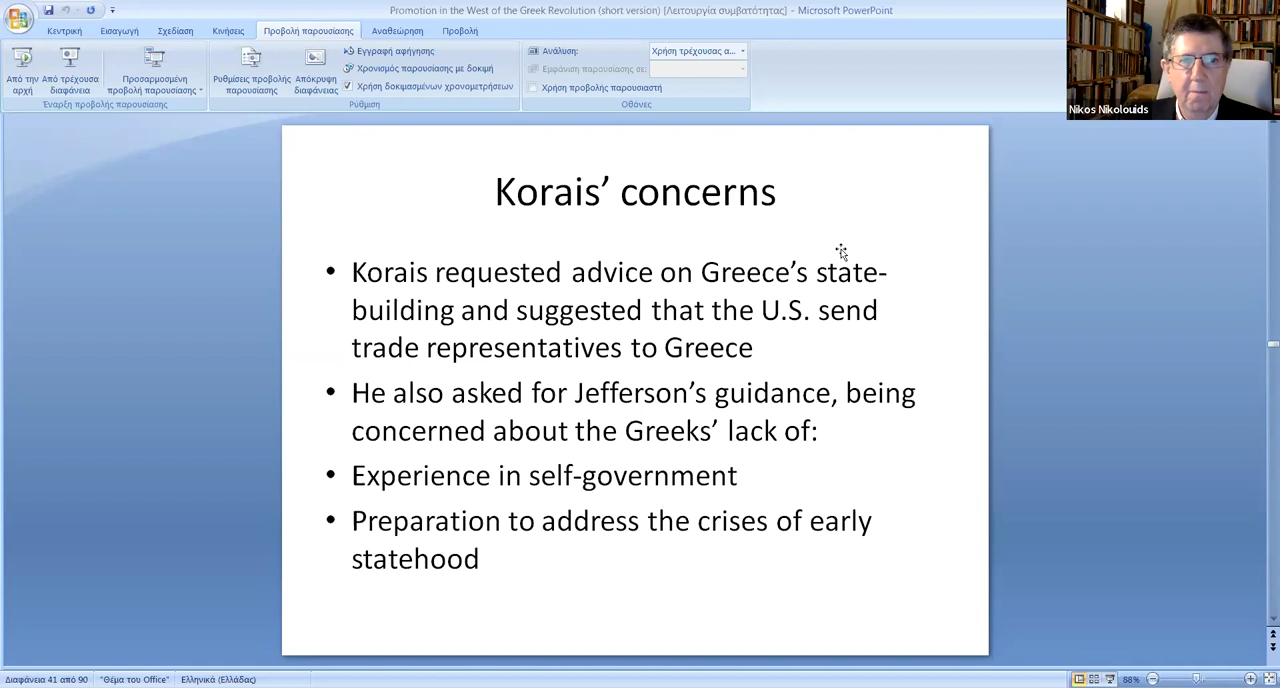 Promotion in the West of the Greek Revolution (short version) [Λειτουργία συμβατότητας] - Microsoft PowerPoint
Κεντρική Εισαγωγή Σχεδίαση Κινήσεις Προβολή παρουσίασης Αναθεώρηση Προβολή
Από την αρχή
Από τρέχουσα διαφάνεια
Προσαρμοσμένη προβολή παρουσίασης
Έναρξη προβολής παρουσίασης
Ρυθμίσεις προβολής παρουσίασης
Απόκρυψη διαφάνειας
Εγγραφή αφήγησης
Χρονισμός παρουσίασης με δοκιμή
Χρήση δοκιμασμένων χρονομετρήσεων
Ρύθμιση
Ανάλυση: Χρήση τρέχουσας α...
Εμφάνιση παρουσίασης σε:
Χρήση προβολής παρουσιαστή
Οθόνες
Nikos Nikolouids
Korais’ concerns
• Korais requested advice on Greece’s state-
building and suggested that the U.S. send
trade representatives to Greece
• He also asked for Jefferson’s guidance, being
concerned about the Greeks’ lack of:
• Experience in self-government
• Preparation to address the crises of early
statehood
Διαφάνεια 41 από 90 "Θέμα του Office" Ελληνικά (Ελλάδας) 88%